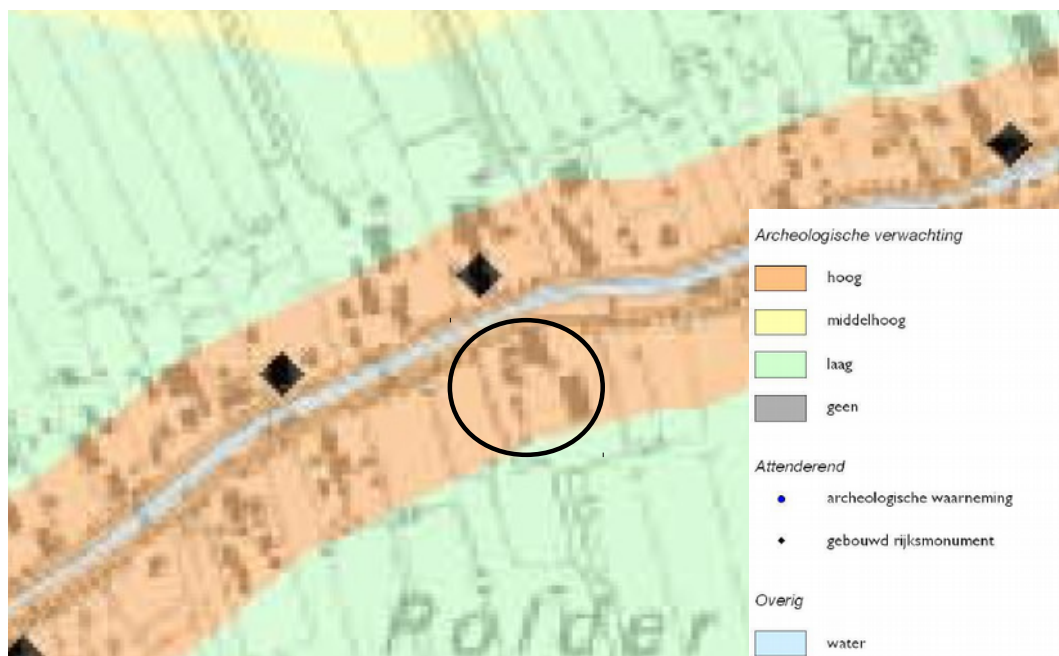 Archeologische verwachting
hoog
middelhoog
laag
geen
Attenderend
archeologische waarneming
gebouwd rijksmonument
Overig
water
Polder